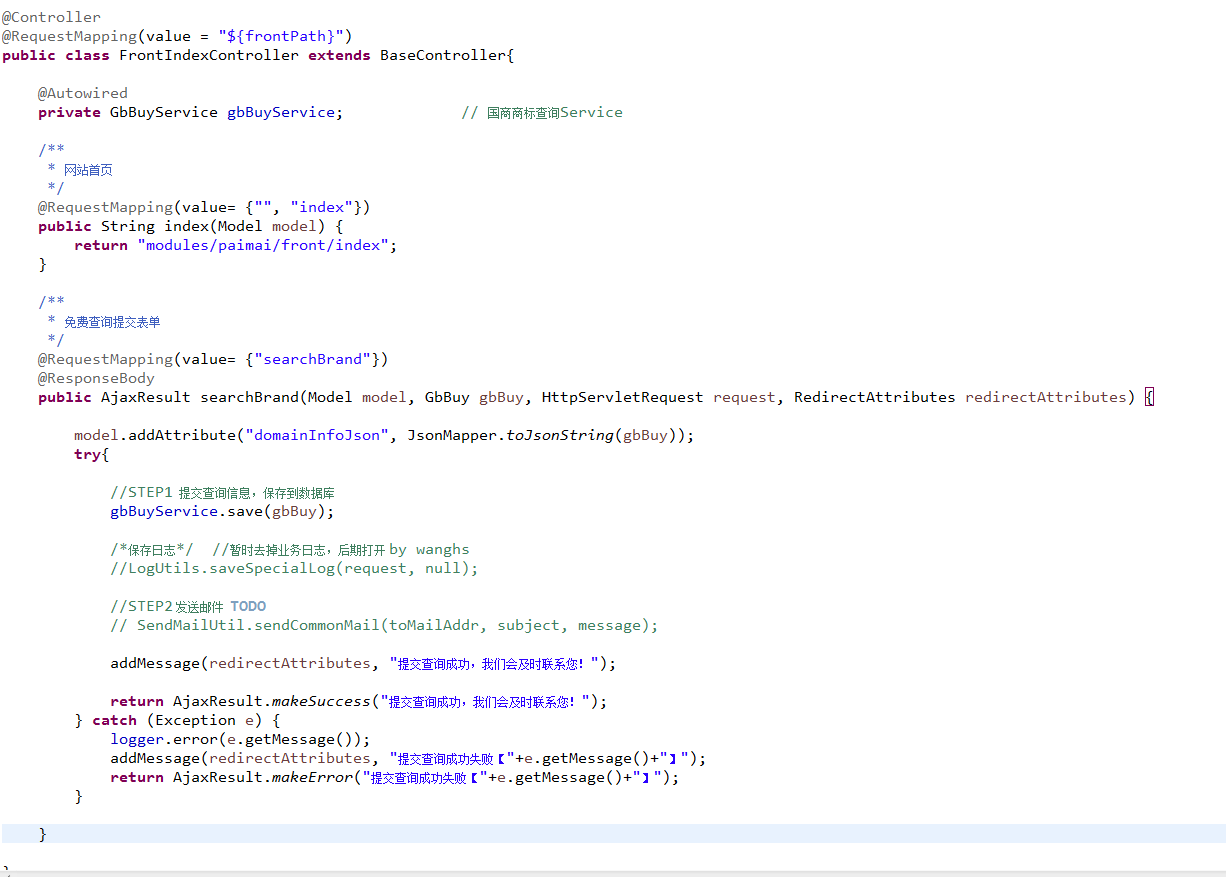 @Controller
@RequestMapping(value = "${frontPath}")
public class FrontIndexController extends BaseController{
@Autowired
private GbBuyService gbBuyService; // 国商商标查询Service
/**
* 网站首页
*/
@RequestMapping(value= {"", "index"})
public String index(Model model) {
return "modules/paimai/front/index";
}
/**
* 免费查询提交表单
*/
@RequestMapping(value= {"searchBrand"})
@ResponseBody
public AjaxResult searchBrand(Model model, GbBuy gbBuy, HttpServletRequest request, RedirectAttributes redirectAttributes) {
model.addAttribute("domainInfoJson", JsonMapper.toJsonString(gbBuy));
try{
//STEP1 提交查询信息，保存到数据库
gbBuyService.save(gbBuy);
/*保存日志*/ //暂时去掉业务日志，后期打开 by wanghs
//LogUtils.saveSpecialLog(request, null);
//STEP2 发送邮件 TODO
// SendMailUtil.sendCommonMail(toMailAddr, subject, message);
addMessage(redirectAttributes, "提交查询成功，我们会及时联系您！");
return AjaxResult.makeSuccess("提交查询成功，我们会及时联系您！");
} catch (Exception e) {
logger.error(e.getMessage());
addMessage(redirectAttributes, "提交查询成功失败【"+e.getMessage()+"】");
return AjaxResult.makeError("提交查询成功失败【"+e.getMessage()+"】");
}
}
}